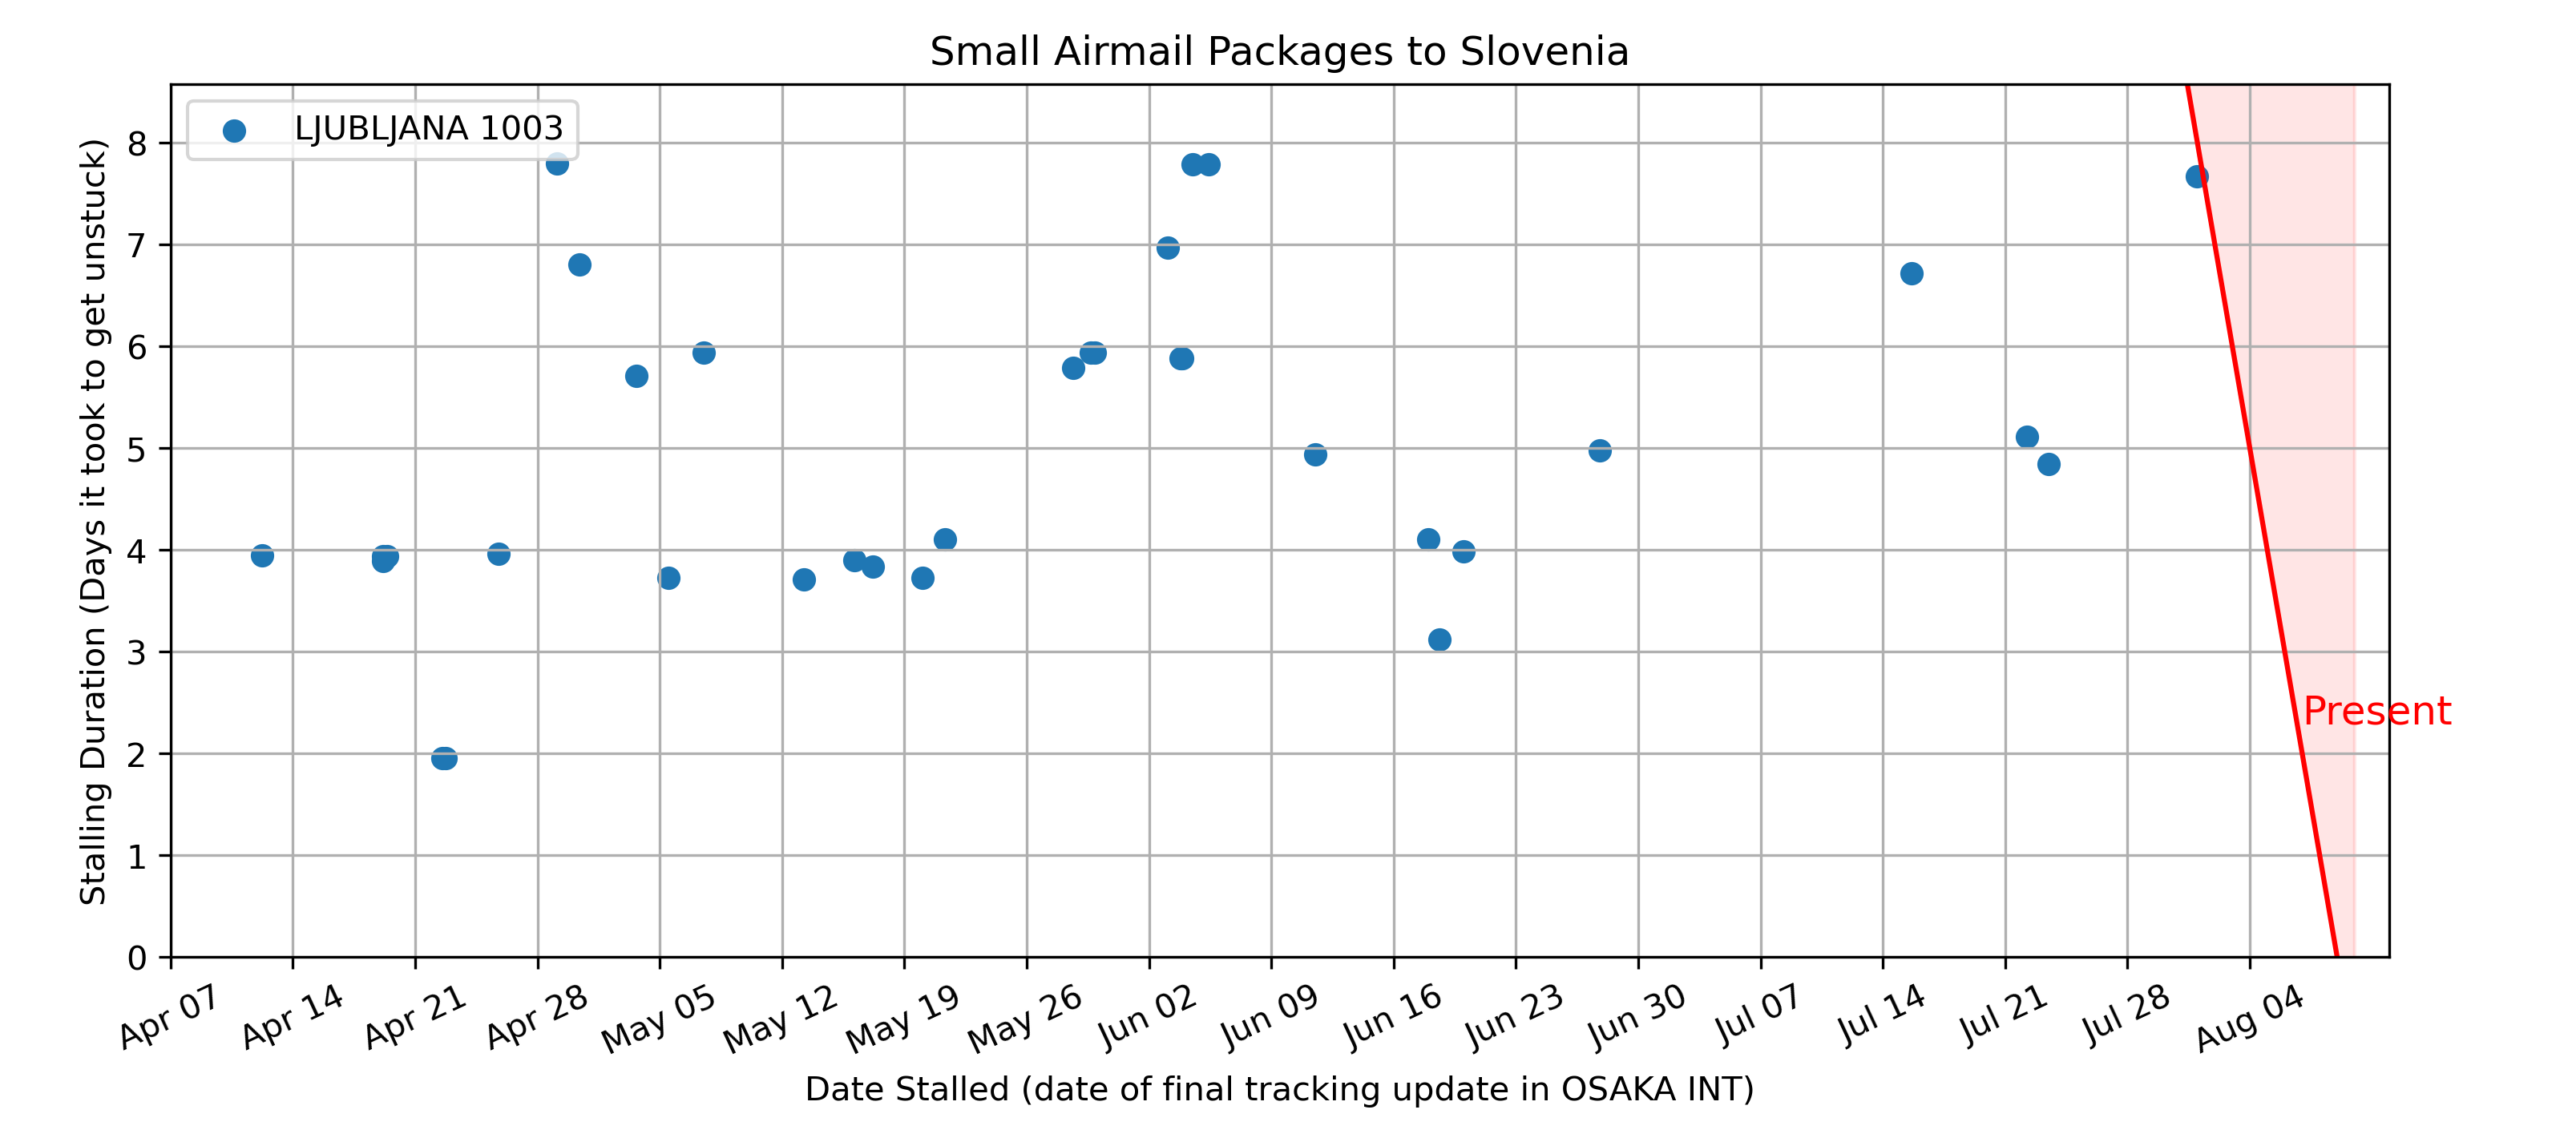 Small Airmail Packages to Slovenia
LJUBLJANA 1003
Stalling Duration (Days it took to get unstuck)
8
7
6
5
4
3
2
1
0
Present
Apr 07 Apr 14 Apr 21 Apr 28 May 05 May 12 May 19 May 26 Jun 02 Jun 09 Jun 16 Jun 23 Jun 30 Jul 07 Jul 14 Jul 21 Jul 28 Aug 04
Date Stalled (date of final tracking update in OSAKA INT)